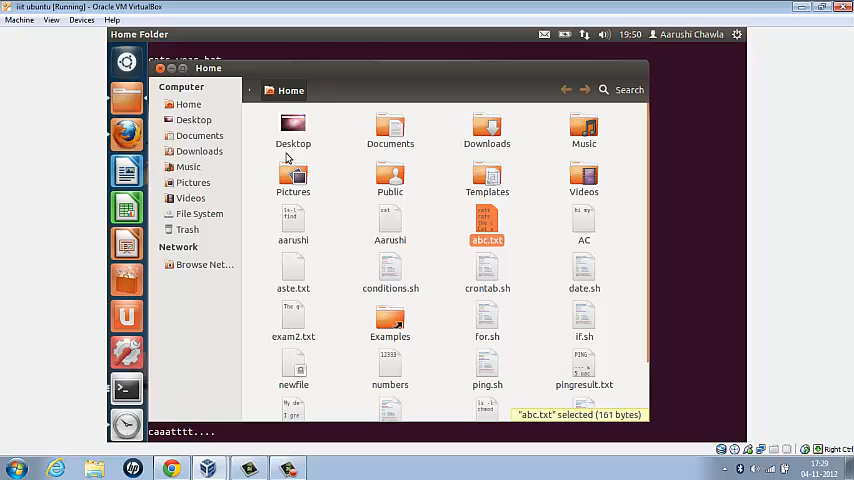 iiit ubuntu [Running] - Oracle VM VirtualBox
Machine View Devices Help
Home Folder 19:50 Aarushi Chawla
Home
Computer
Home
Desktop
Documents
Downloads
Music
Pictures
Videos
File System
Trash
Network
Browse Net...
Home Search
Desktop Documents Downloads Music
Pictures Public Templates Videos
aarushi Aarushi abc.txt AC
aste.txt conditions.sh crontab.sh date.sh
exam2.txt Examples for.sh if.sh
newfile numbers ping.sh pingresult.txt
"abc.txt" selected (161 bytes)
caaatttt....
Right Ctrl
17:29
04-11-2012